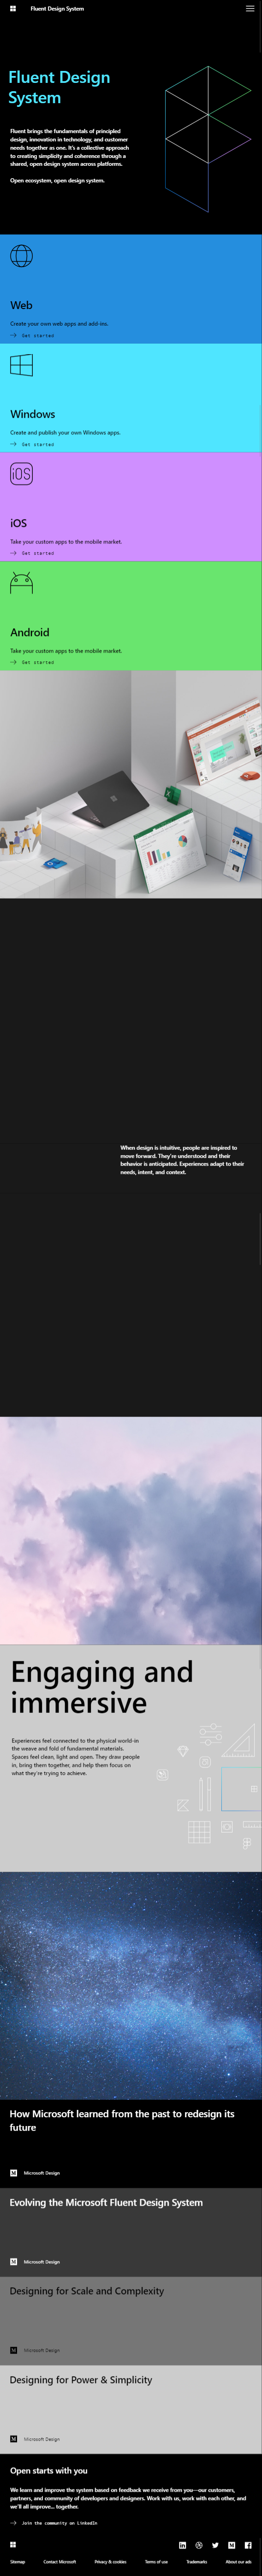 Fluent Design System
Fluent Design
System
Fluent brings the fundamentals of principled
design, innovation in technology, and customer
needs together as one. It's a collective approach
to creating simplicity and coherence through a
shared, open design system across platforms.
Open ecosystem, open design system.
Web
Create your own web apps and add-ins.
Get started
Windows
Create and publish your own Windows apps.
Get started
iOS
iOS
Take your custom apps to the mobile market.
Get started
Android
Take your custom apps to the mobile market.
Get started
When design is intuitive, people are inspired to
move forward. They're understood and their
behavior is anticipated. Experiences adapt to their
needs, intent, and context.
Engaging and
immersive
Experiences feel connected to the physical world-in
the weave and fold of fundamental materials.
Spaces feel clean, light and open. They draw people
in, bring them together, and help them focus on
what they're trying to achieve.
How Microsoft learned from the past to redesign its
future
Microsoft Design
Evolving the Microsoft Fluent Design System
Microsoft Design
Designing for Scale and Complexity
Microsoft Design
Designing for Power & Simplicity
Microsoft Design
Open starts with you
We learn and improve the system based on feedback we receive from you—our customers,
partners, and community of developers and designers. Work with us, work with each other, and
we'll all improve... together.
Join the community on LinkedIn
Sitemap Contact Microsoft Privacy & cookies Terms of use Trademarks About our ads